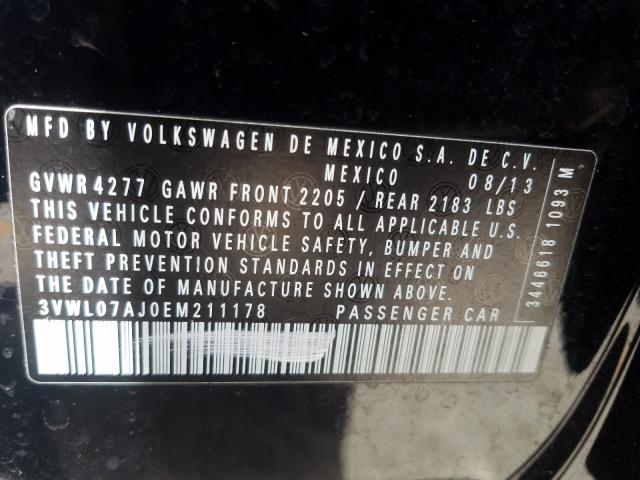 MFD BY VOLKSWAGEN DE MEXICO S.A. DE C.V.
MEXICO 08/13
GVWR 4277 GAWR FRONT 2205 / REAR 2183 LBS
THIS VEHICLE CONFORMS TO ALL APPLICABLE U.S.
FEDERAL MOTOR VEHICLE SAFETY, BUMPER AND
THEFT PREVENTION STANDARDS IN EFFECT ON
THE DATE OF MANUFACTURE SHOWN ABOVE.
3VWL07AJ0EM211178 PASSENGER CAR
3446618 1093 M